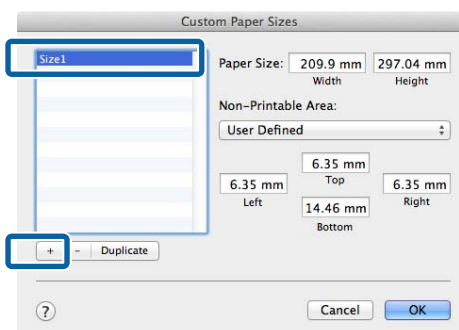 Custom Paper Sizes
Size1
Paper Size: 209.9 mm 297.04 mm
Width Height
Non-Printable Area:
User Defined
6.35 mm
Top
6.35 mm 6.35 mm
Left Right
14.46 mm
Bottom
+ - Duplicate
? Cancel OK